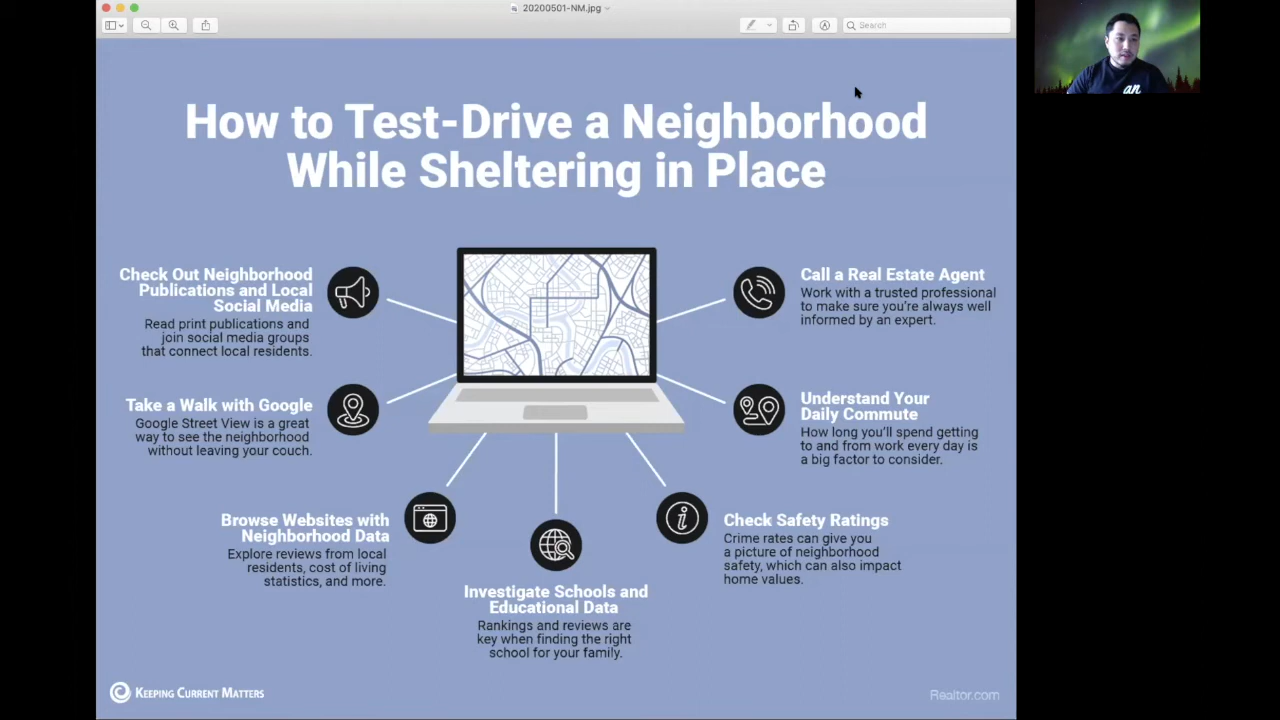 20200501-NM.jpg
Search
an
How to Test-Drive a Neighborhood
While Sheltering in Place
Check Out Neighborhood
Publications and Local
Social Media
Read print publications and
join social media groups
that connect local residents.
Take a Walk with Google
Google Street View is a great
way to see the neighborhood
without leaving your couch.
Browse Websites with
Neighborhood Data
Explore reviews from local
residents, cost of living
statistics, and more.
Investigate Schools and
Educational Data
Rankings and reviews are
key when finding the right
school for your family.
Check Safety Ratings
Crime rates can give you
a picture of neighborhood
safety, which can also impact
home values.
Understand Your
Daily Commute
How long you'll spend getting
to and from work every day is
a big factor to consider.
Call a Real Estate Agent
Work with a trusted professional
to make sure you're always well
informed by an expert.
KEEPING CURRENT MATTERS
Realtor.com